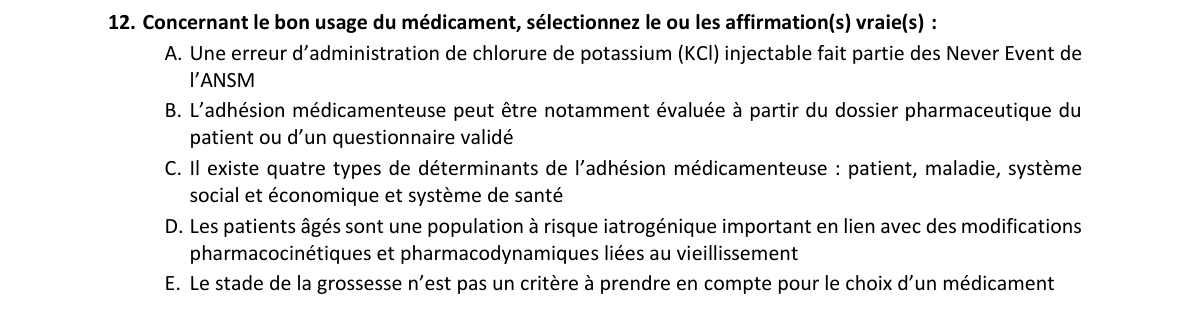 12. Concernant le bon usage du médicament, sélectionnez le ou les affirmation(s) vraie(s) :
A. Une erreur d’administration de chlorure de potassium (KCl) injectable fait partie des Never Event de
l’ANSM
B. L’adhésion médicamenteuse peut être notamment évaluée à partir du dossier pharmaceutique du
patient ou d’un questionnaire validé
C. Il existe quatre types de déterminants de l’adhésion médicamenteuse : patient, maladie, système
social et économique et système de santé
D. Les patients âgés sont une population à risque iatrogénique important en lien avec des modifications
pharmacocinétiques et pharmacodynamiques liées au vieillissement
E. Le stade de la grossesse n’est pas un critère à prendre en compte pour le choix d’un médicament